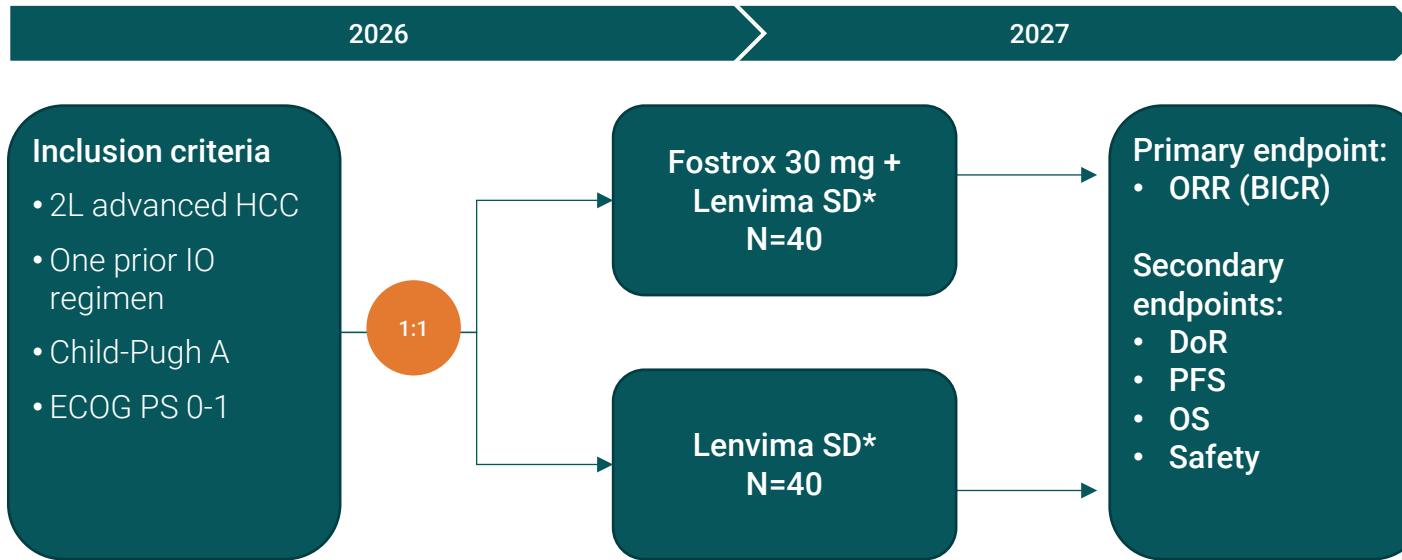 2026
2027
Inclusion criteria
• 2L advanced HCC
• One prior IO
regimen
• Child-Pugh A
• ECOG PS 0-1
1:1
Fostrox 30 mg +
Lenvima SD*
N=40
Lenvima SD*
N=40
Primary endpoint:
• ORR (BICR)
Secondary
endpoints:
• DoR
• PFS
• OS
• Safety